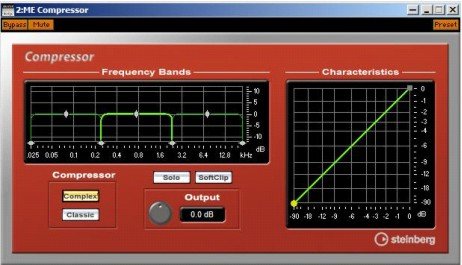 2:ME Compressor
Bypass Mute Preset
Compressor
Frequency Bands
10
5
0
-5
-10
dB
.025 0.05 0.1 0.2 0.4 0.8 1.6 3.2 6.4 12.8 kHz
Characteristics
0
-1
-2
-3
-4
-6
-9
-12
-18
-90
-90 -18 -12 -9 -6 -4 -3 -2 -1 0
dB
Compressor
Complex
Classic
Solo SoftClip
Output
0.0 dB
steinberg